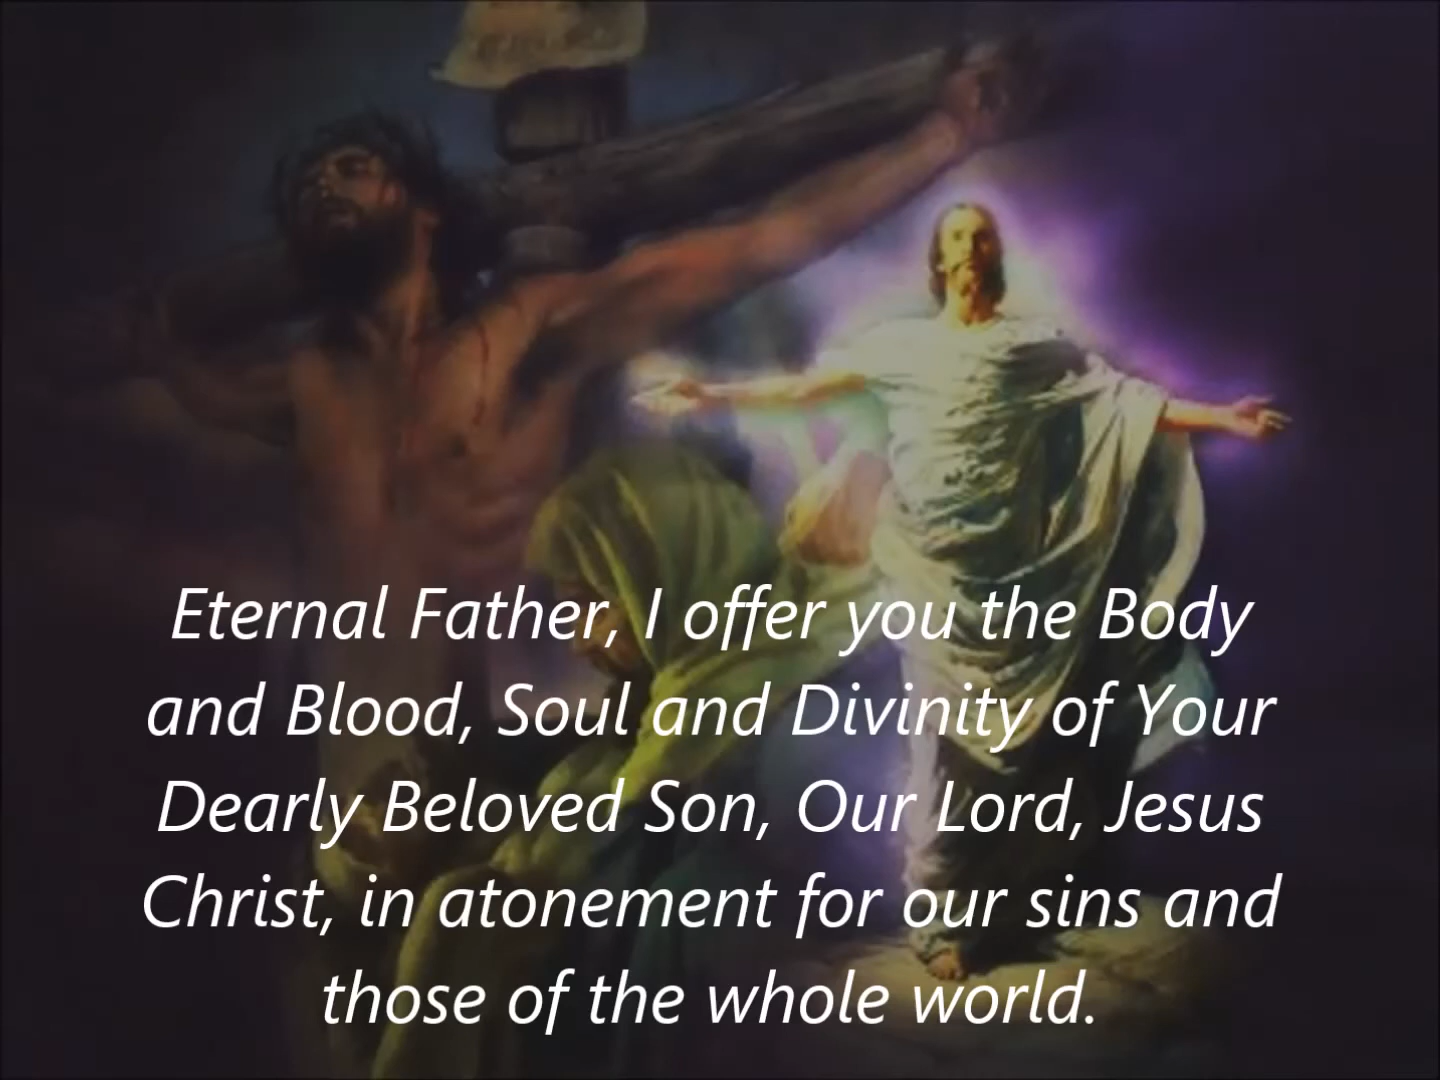 Eternal Father, I offer you the Body
and Blood, Soul and Divinity of Your
Dearly Beloved Son, Our Lord, Jesus
Christ, in atonement for our sins and
those of the whole world.